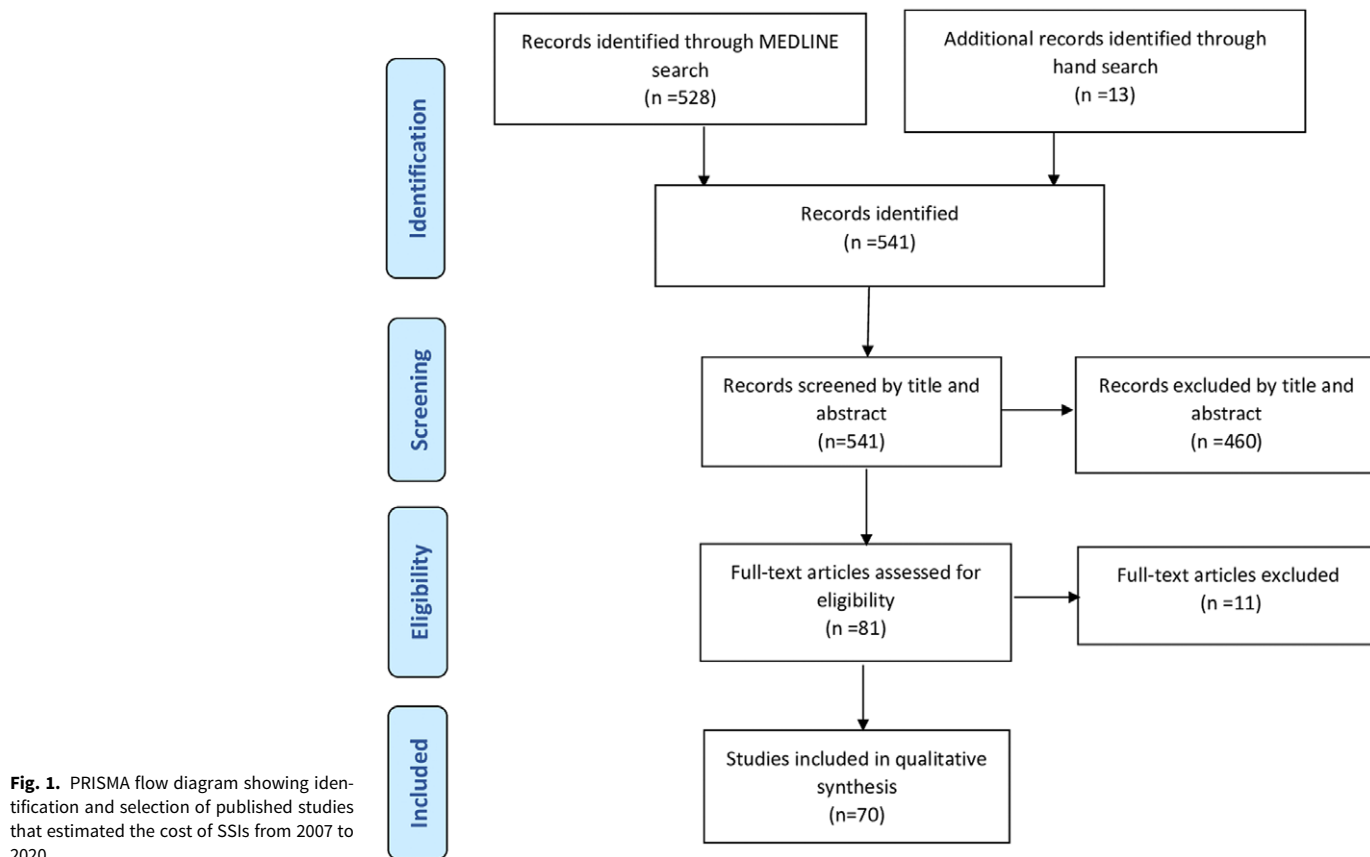 Identification
Records identified through MEDLINE
search
(n =528)
Additional records identified through
hand search
(n =13)
Records identified
(n =541)
Screening
Records screened by title and
abstract
(n=541)
Records excluded by title and
abstract
(n =460)
Eligibility
Full-text articles assessed for
eligibility
(n =81)
Full-text articles excluded
(n =11)
Included
Studies included in qualitative
synthesis
(n=70)
Fig. 1. PRISMA flow diagram showing iden-
tification and selection of published studies
that estimated the cost of SSIs from 2007 to
2020